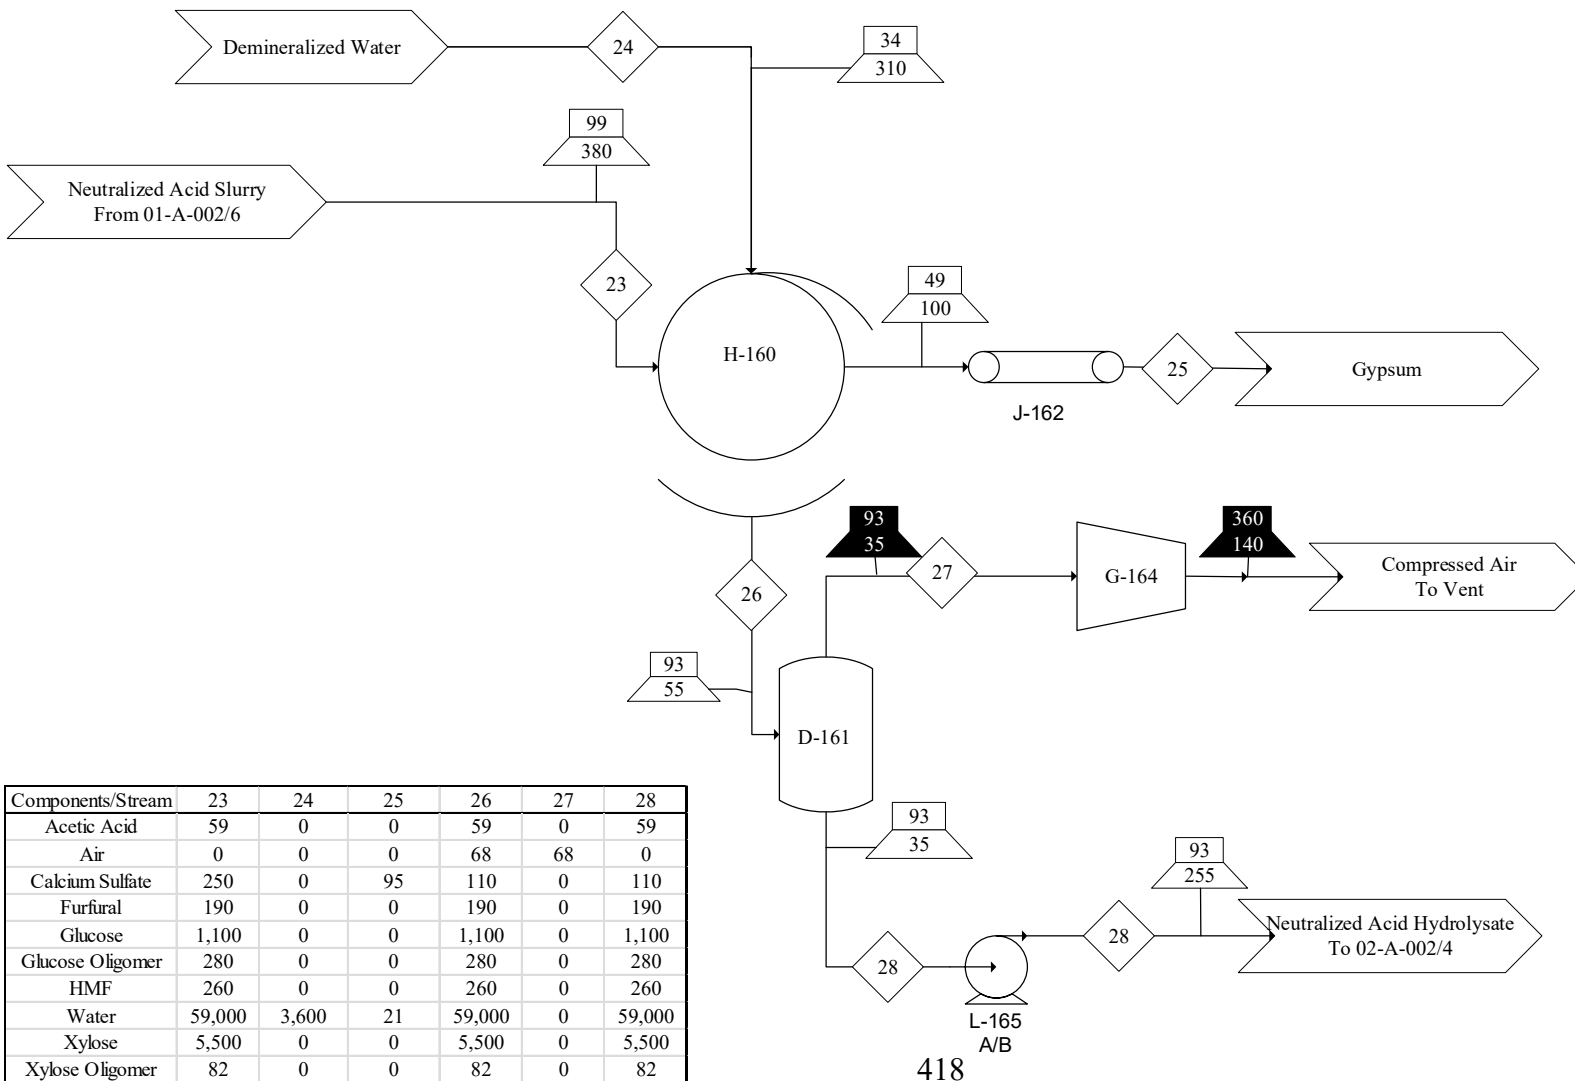 Demineralized Water
24
34
310
99
380
Neutralized Acid Slurry
From 01-A-002/6
23
H-160
49
100
J-162
25
Gypsum
26
93
35
27
G-164
360
140
Compressed Air
To Vent
93
55
D-161
93
35
28
L-165
A/B
28
93
255
Neutralized Acid Hydrolysate
To 02-A-002/4
Components/Stream 23 24 25 26 27 28
Acetic Acid 59 0 0 59 0 59
Air 0 0 0 68 68 0
Calcium Sulfate 250 0 95 110 0 110
Furfural 190 0 0 190 0 190
Glucose 1,100 0 0 1,100 0 1,100
Glucose Oligomer 280 0 0 280 0 280
HMF 260 0 0 260 0 260
Water 59,000 3,600 21 59,000 0 59,000
Xylose 5,500 0 0 5,500 0 5,500
Xylose Oligomer 82 0 0 82 0 82
418